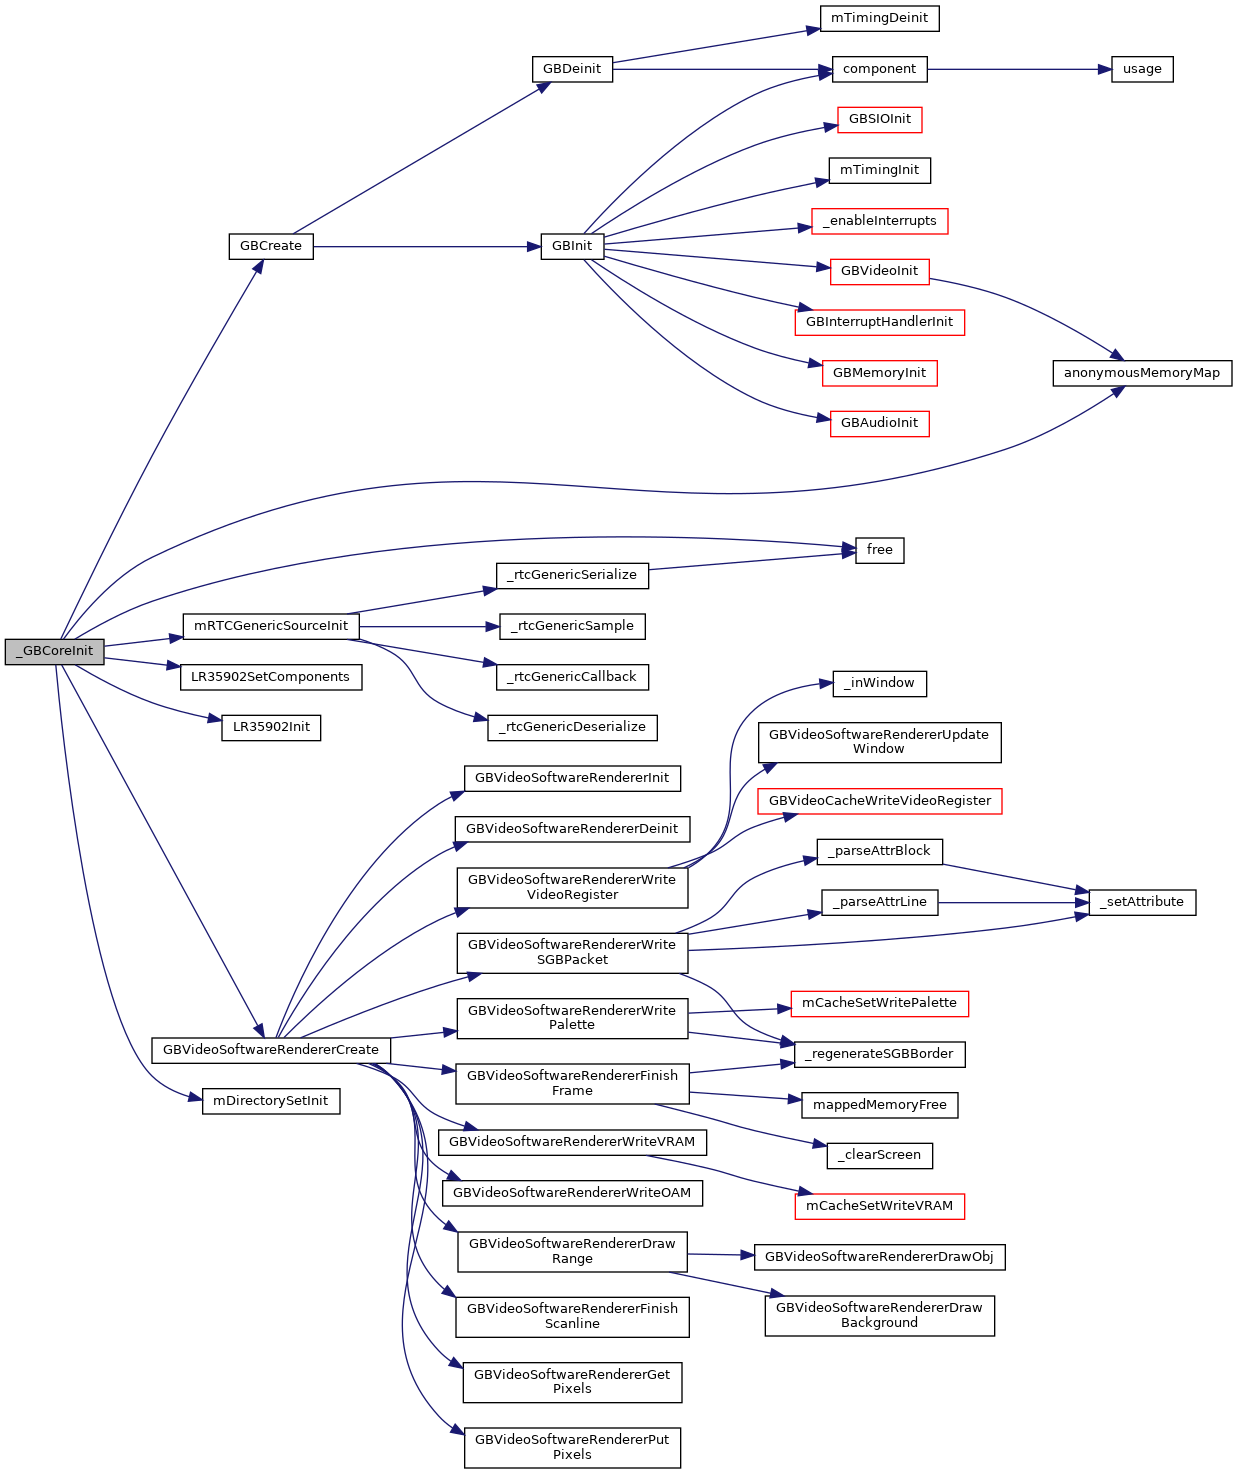 mTimingDeinit
GBDeinit
component
usage
GBSIOInit
mTimingInit
_enableInterrupts
GBCreate
GBInit
GBVideoInit
GBInterruptHandlerInit
GBMemoryInit
anonymousMemoryMap
GBAudioInit
free
_rtcGenericSerialize
mRTCGenericSourceInit
_rtcGenericSample
_GBCoreInit
LR35902SetComponents
_rtcGenericCallback
_inWindow
LR35902Init
_rtcGenericDeserialize
GBVideoSoftwareRendererUpdate
Window
GBVideoSoftwareRendererInit
GBVideoCacheWriteVideoRegister
GBVideoSoftwareRendererDeinit
_parseAttrBlock
GBVideoSoftwareRendererWrite
VideoRegister
_parseAttrLine
_setAttribute
GBVideoSoftwareRendererWrite
SGBPacket
mCacheSetWritePalette
GBVideoSoftwareRendererWrite
Palette
GBVideoSoftwareRendererCreate
_regenerateSGBBorder
GBVideoSoftwareRendererFinish
Frame
mDirectorySetInit
mappedMemoryFree
GBVideoSoftwareRendererWriteVRAM
_clearScreen
GBVideoSoftwareRendererWriteOAM
mCacheSetWriteVRAM
GBVideoSoftwareRendererDraw
Range
GBVideoSoftwareRendererDrawObj
GBVideoSoftwareRendererFinish
Scanline
GBVideoSoftwareRendererDraw
Background
GBVideoSoftwareRendererGet
Pixels
GBVideoSoftwareRendererPut
Pixels